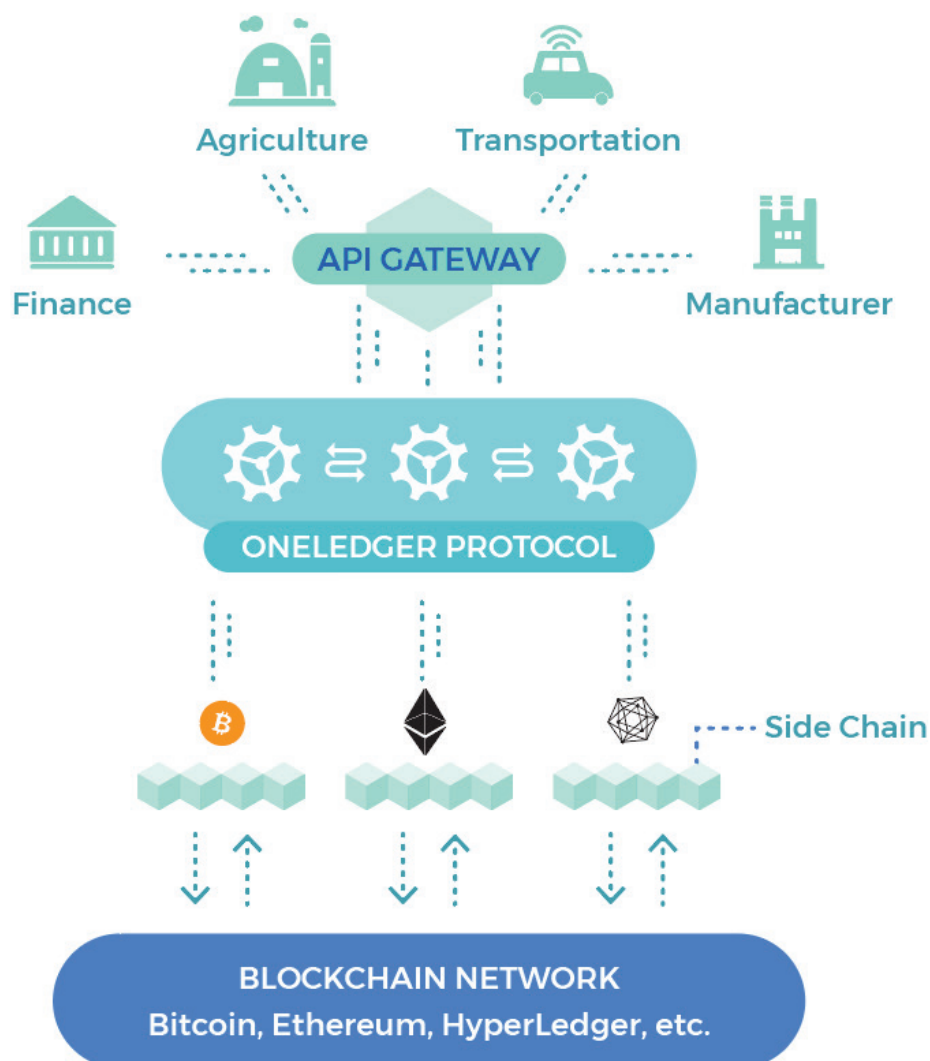 Agriculture
Transportation
API GATEWAY
Finance
Manufacturer
ONELEDGER PROTOCOL
Side Chain
BLOCKCHAIN NETWORK
Bitcoin, Ethereum, HyperLedger, etc.